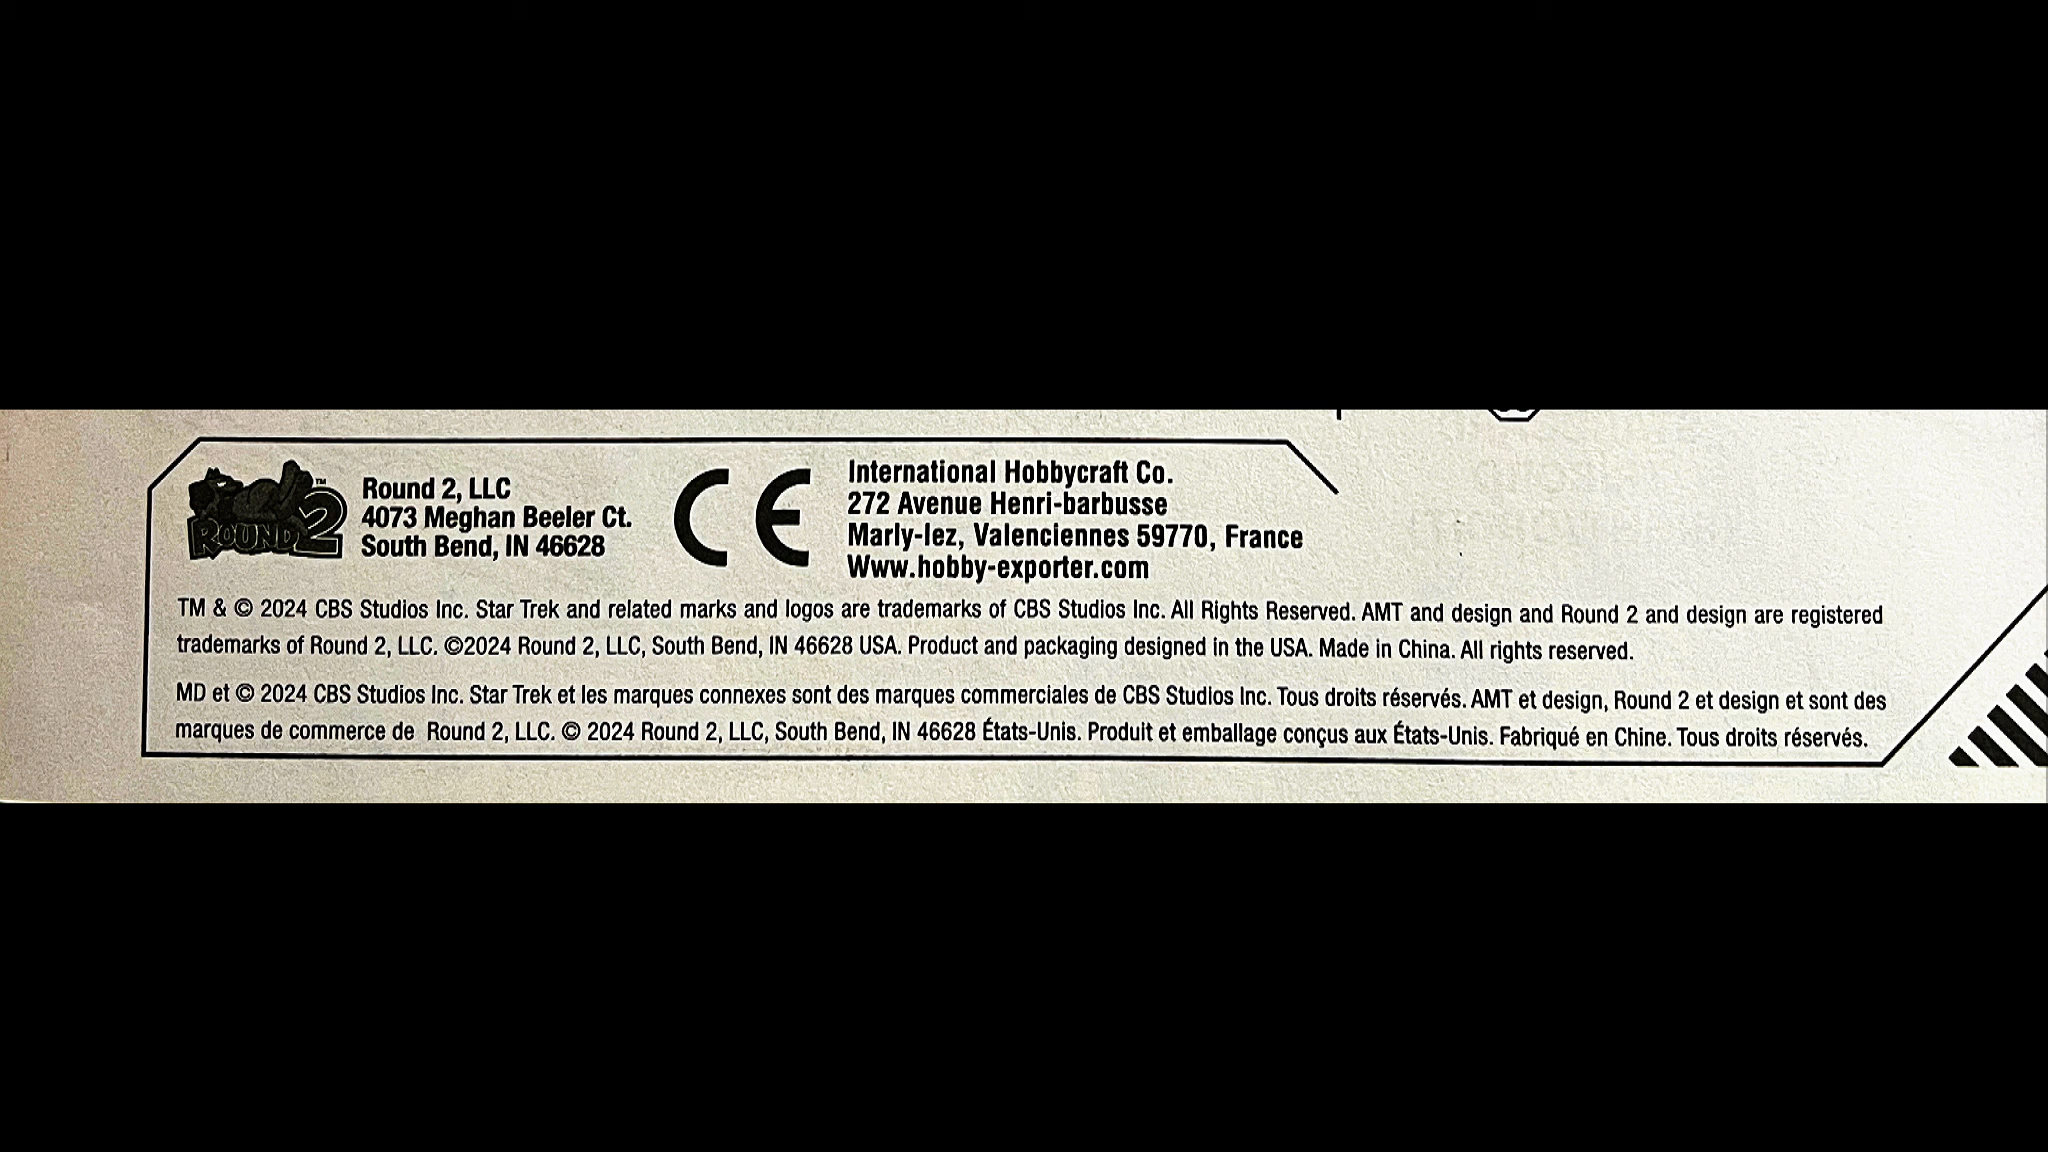 ROUND 2 ™
Round 2, LLC
4073 Meghan Beeler Ct.
South Bend, IN 46628
CE
International Hobbycraft Co.
272 Avenue Henri-barbusse
Marly-lez, Valenciennes 59770, France
Www.hobby-exporter.com
TM & © 2024 CBS Studios Inc. Star Trek and related marks and logos are trademarks of CBS Studios Inc. All Rights Reserved. AMT and design and Round 2 and design are registered
trademarks of Round 2, LLC. ©2024 Round 2, LLC, South Bend, IN 46628 USA. Product and packaging designed in the USA. Made in China. All rights reserved.
MD et © 2024 CBS Studios Inc. Star Trek et les marques connexes sont des marques commerciales de CBS Studios Inc. Tous droits réservés. AMT et design, Round 2 et design et sont des
marques de commerce de Round 2, LLC. © 2024 Round 2, LLC, South Bend, IN 46628 États-Unis. Produit et emballage conçus aux États-Unis. Fabriqué en Chine. Tous droits réservés.